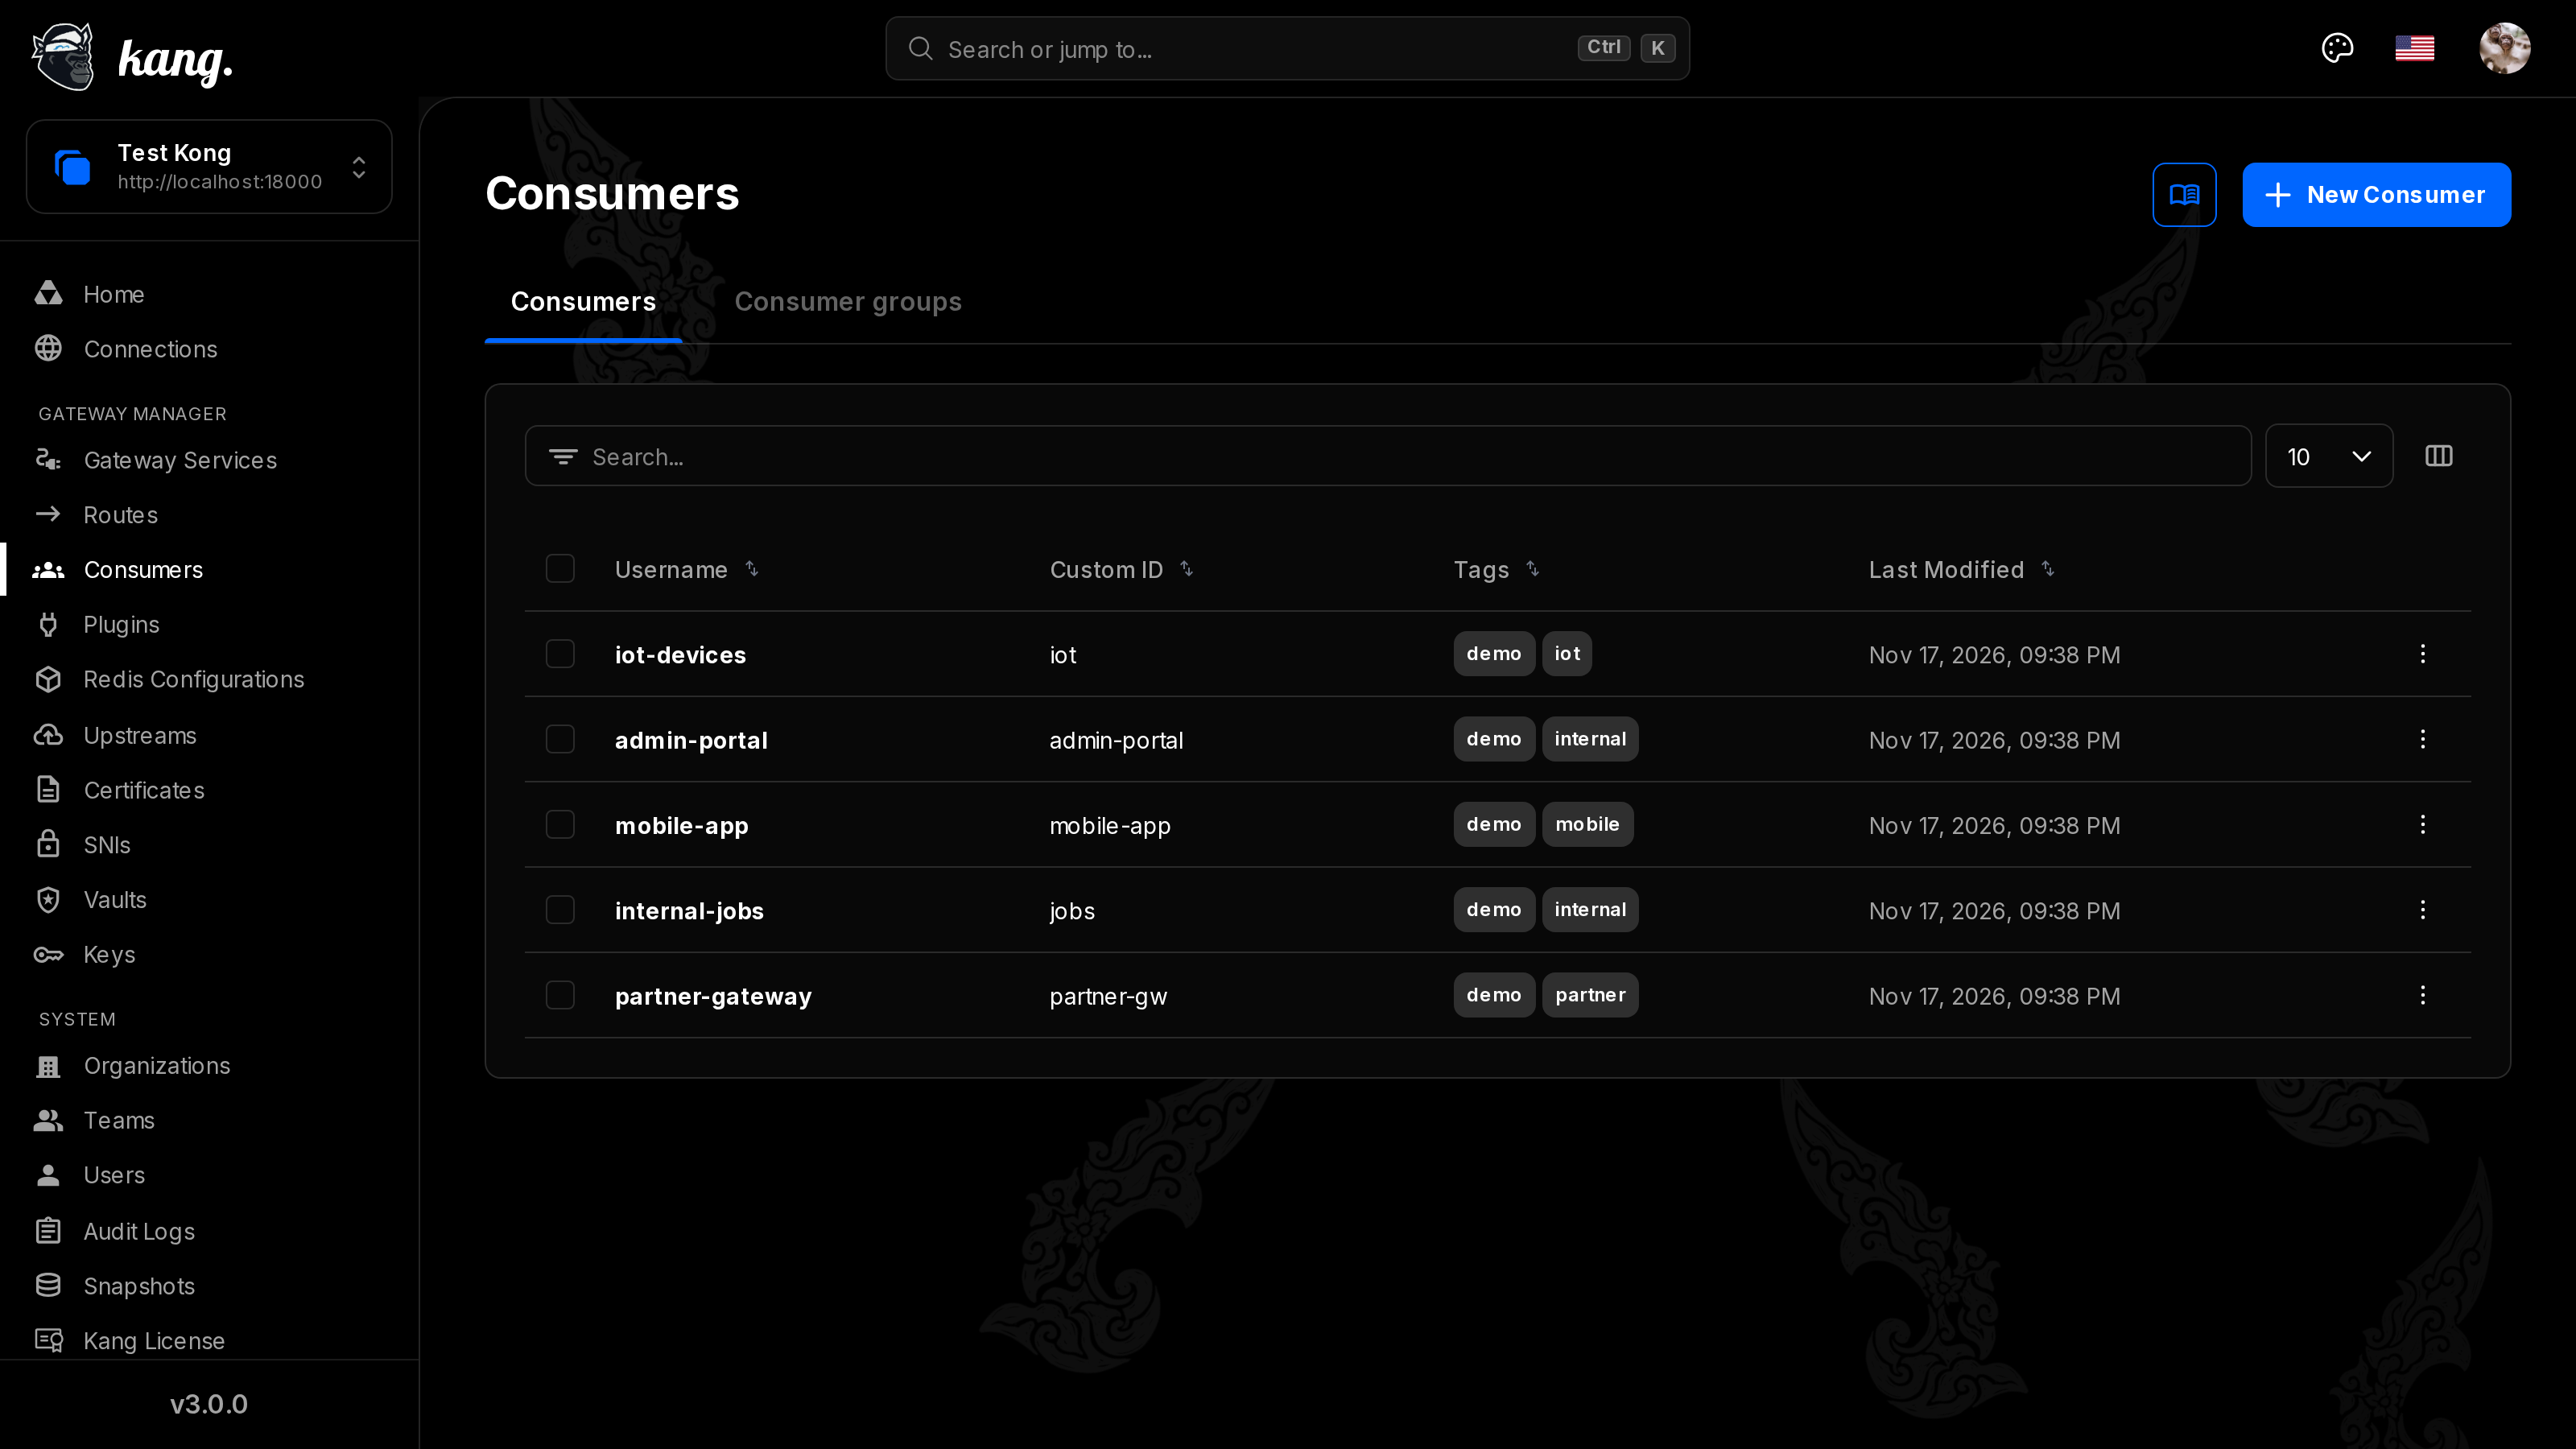 kang.
Search or jump to...
Ctrl K
Test Kong
http://localhost:18000
Home
Connections
GATEWAY MANAGER
Gateway Services
Routes
Consumers
Plugins
Redis Configurations
Upstreams
Certificates
SNIs
Vaults
Keys
SYSTEM
Organizations
Teams
Users
Audit Logs
Snapshots
Kang License
v3.0.0
Consumers
New Consumer
Consumers Consumer groups
Search...
10
Username Custom ID Tags Last Modified
iot-devices iot demo iot Nov 17, 2026, 09:38 PM
admin-portal admin-portal demo internal Nov 17, 2026, 09:38 PM
mobile-app mobile-app demo mobile Nov 17, 2026, 09:38 PM
internal-jobs jobs demo internal Nov 17, 2026, 09:38 PM
partner-gateway partner-gw demo partner Nov 17, 2026, 09:38 PM